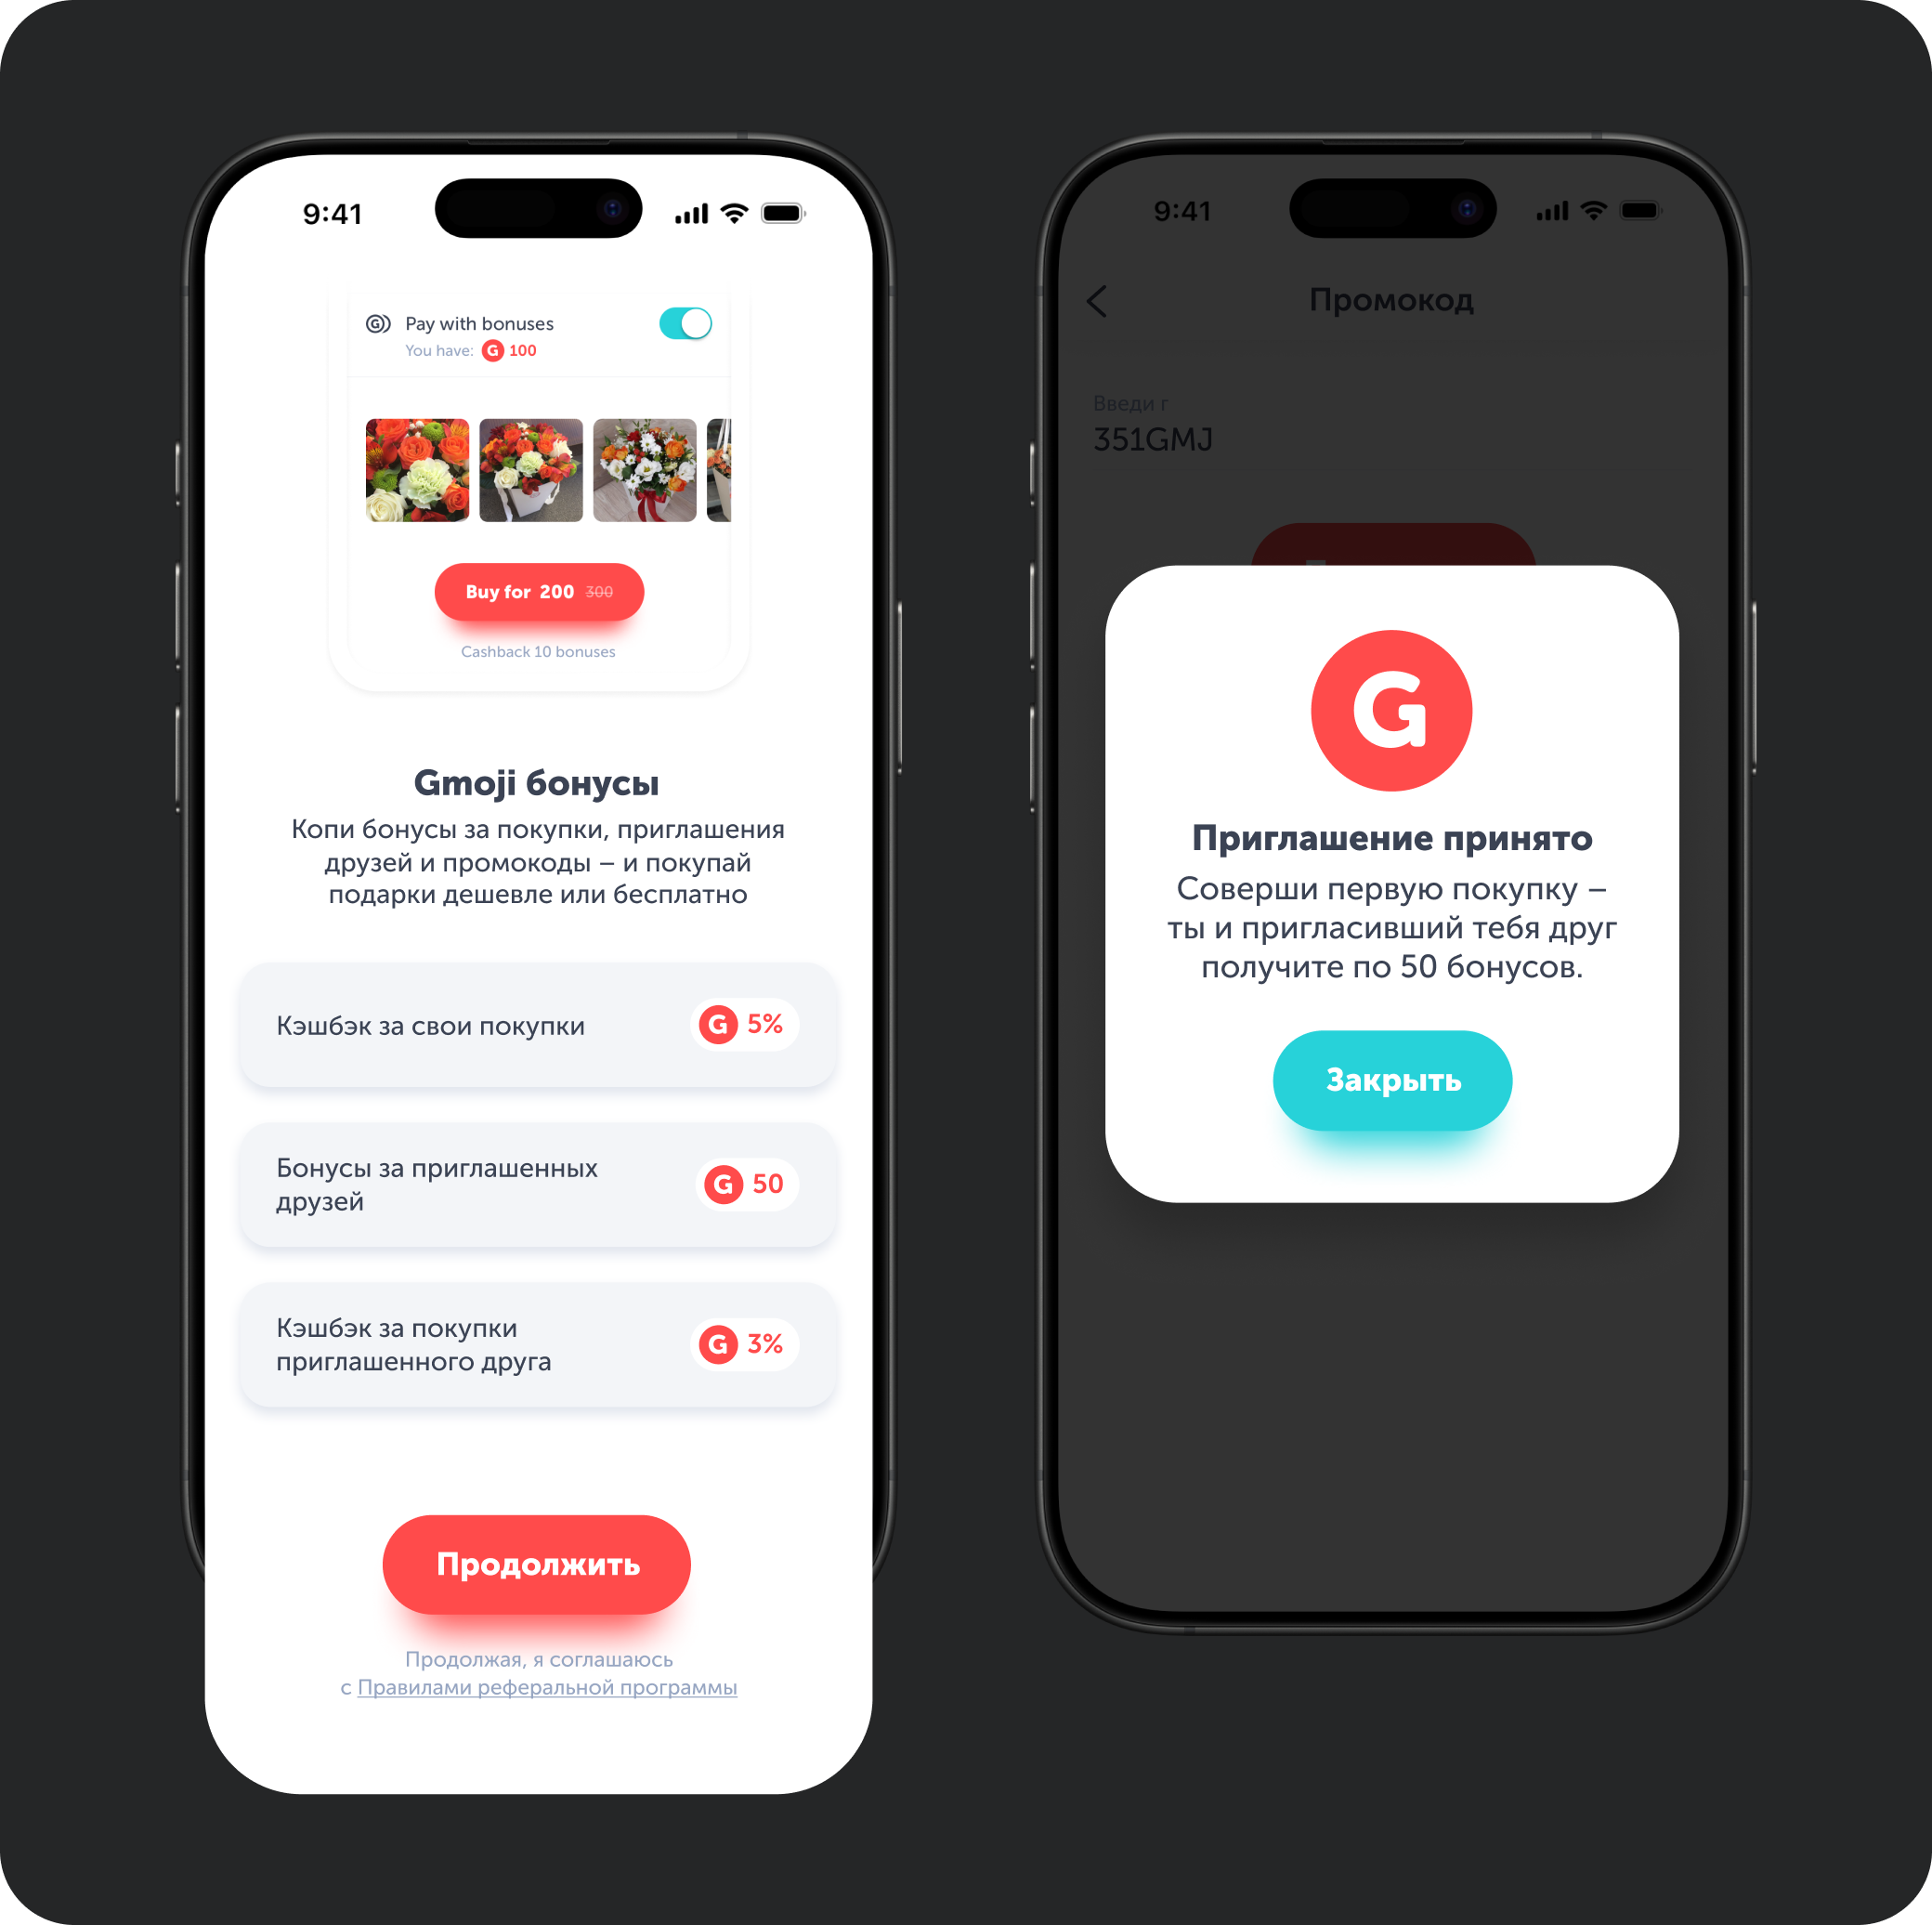 9:41
Pay with bonuses
You have: G 100
Buy for 200 300
Cashback 10 bonuses
Gmoji бонусы
Копи бонусы за покупки, приглашения
друзей и промокоды – и покупай
подарки дешевле или бесплатно
Кэшбэк за свои покупки
G 5%
Бонусы за приглашенных
друзей
G 50
Кэшбэк за покупки
приглашенного друга
G 3%
Продолжить
Продолжая, я соглашаюсь
с Правилами реферальной программы
9:41
Промокод
Введи г
351GMJ
G
Приглашение принято
Соверши первую покупку –
ты и пригласивший тебя друг
получите по 50 бонусов.
Закрыть